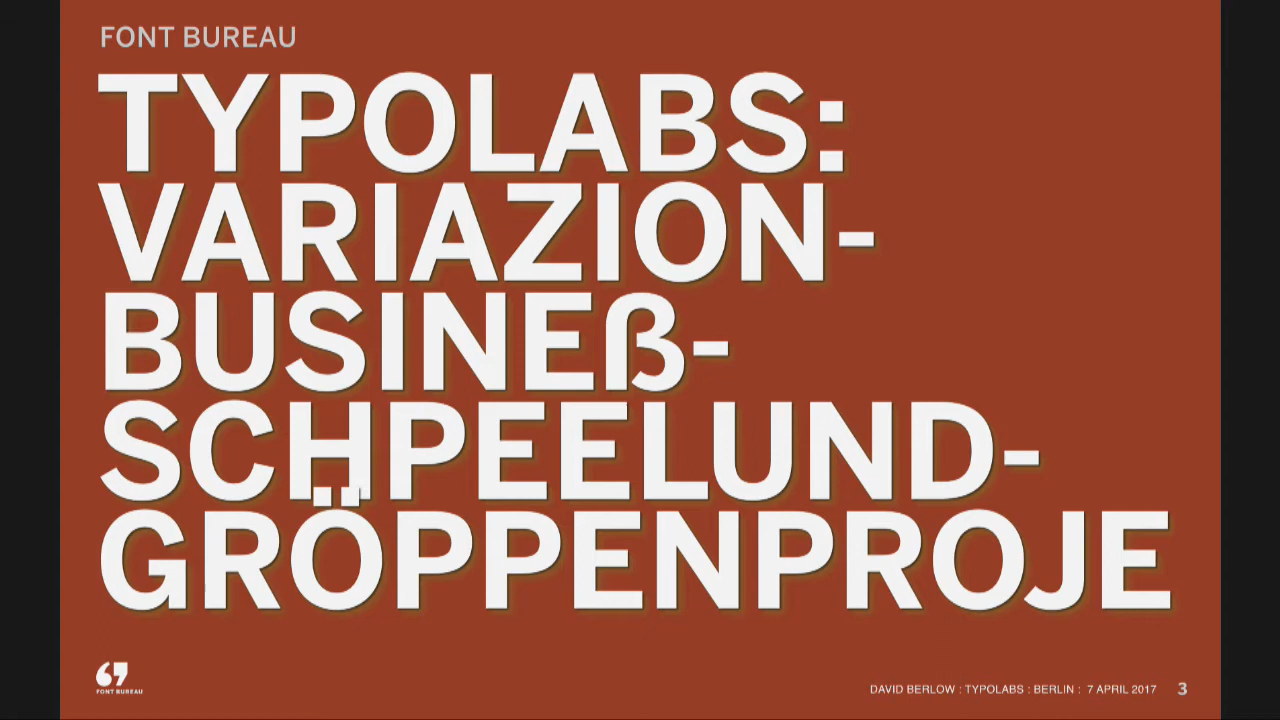 FONT BUREAU
TYPOLABS:
VARIAZION-
BUSINEß-
SCHPEELUND-
GRÖPPENPROJE
FONT BUREAU
DAVID BERLOW : TYPOLABS : BERLIN : 7 APRIL 2017 3